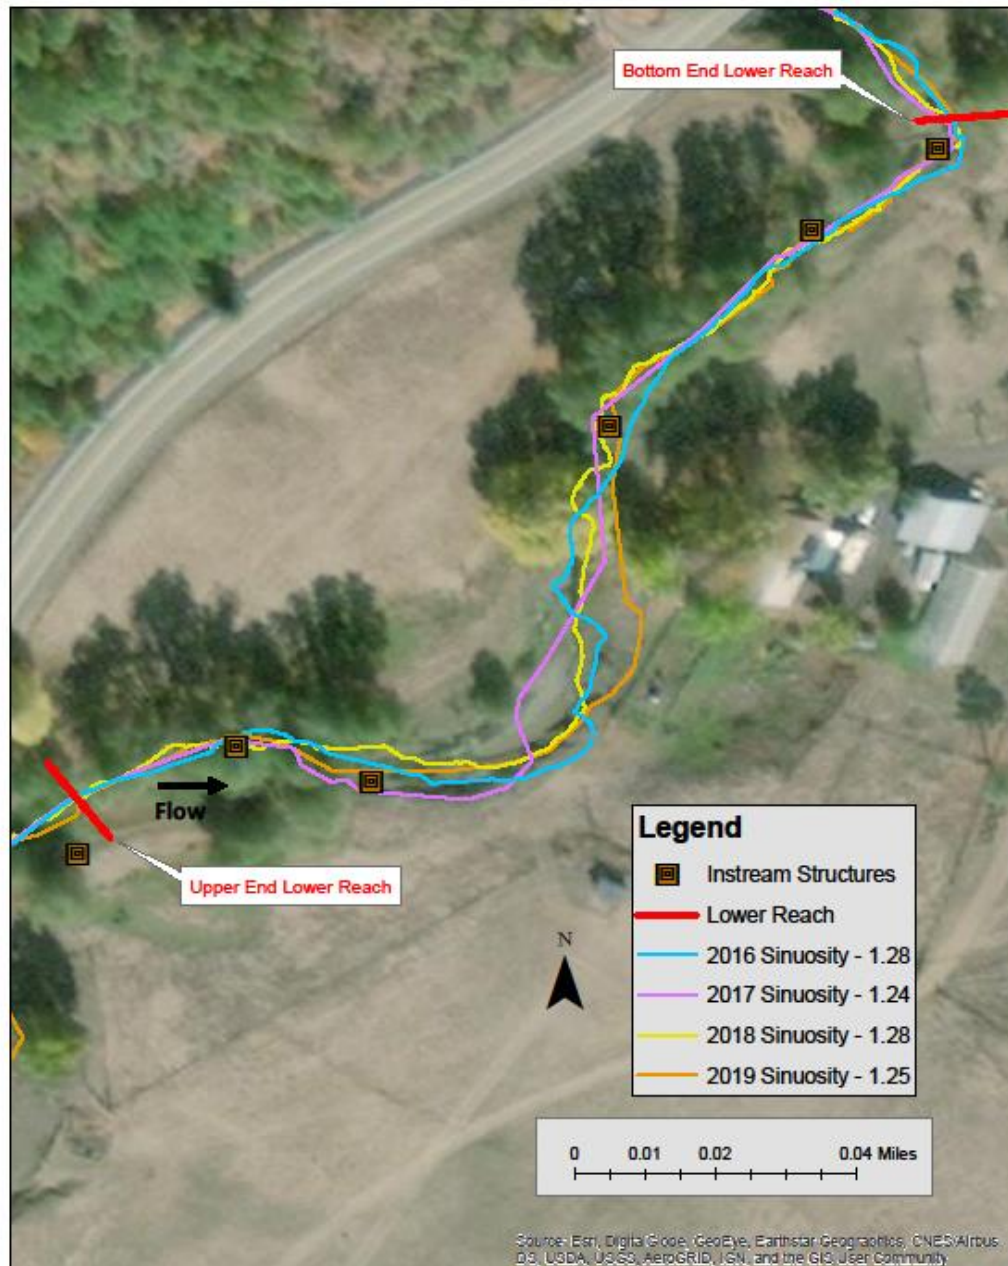 Bottom End Lower Reach
Flow
Upper End Lower Reach
Legend
Instream Structures
Lower Reach
2016 Sinuosity - 1.28
2017 Sinuosity - 1.24
2018 Sinuosity - 1.28
2019 Sinuosity - 1.25
N
0 0.01 0.02 0.04 Miles
Source: Esri, DigitalGlobe, GeoEye, Earthstar Geographics, CNES/Airbus
DS, USDA, USGS, AeroGRID, IGN, and the GIS User Community